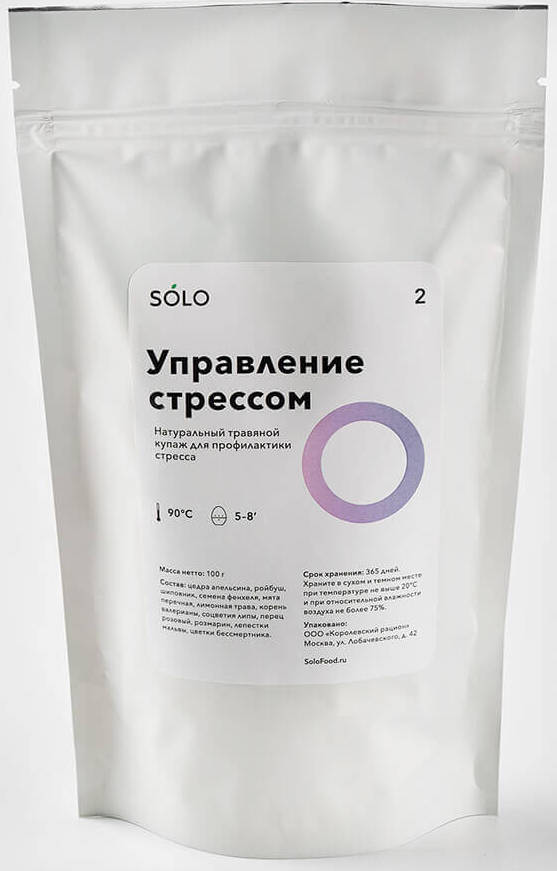 SÓLO
2
Управление
стрессом
Натуральный травяной
купаж для профилактики
стресса
90°C
5-8’
Масса нетто: 100 г
Состав: цедра апельсина, ройбуш,
шиповник, семена фенхеля, мята
перечная, лимонная трава, корень
валерианы, соцветия липы, перец
розовый, розмарин, лепестки
мальвы, цветки бессмертника.
Срок хранения: 365 дней.
Храните в сухом и темном месте
при температуре не выше 20°C
и при относительной влажности
воздуха не более 75%.
Упаковано:
ООО «Королевский рацион»
Москва, ул. Лобачевского, д. 42
SoloFood.ru